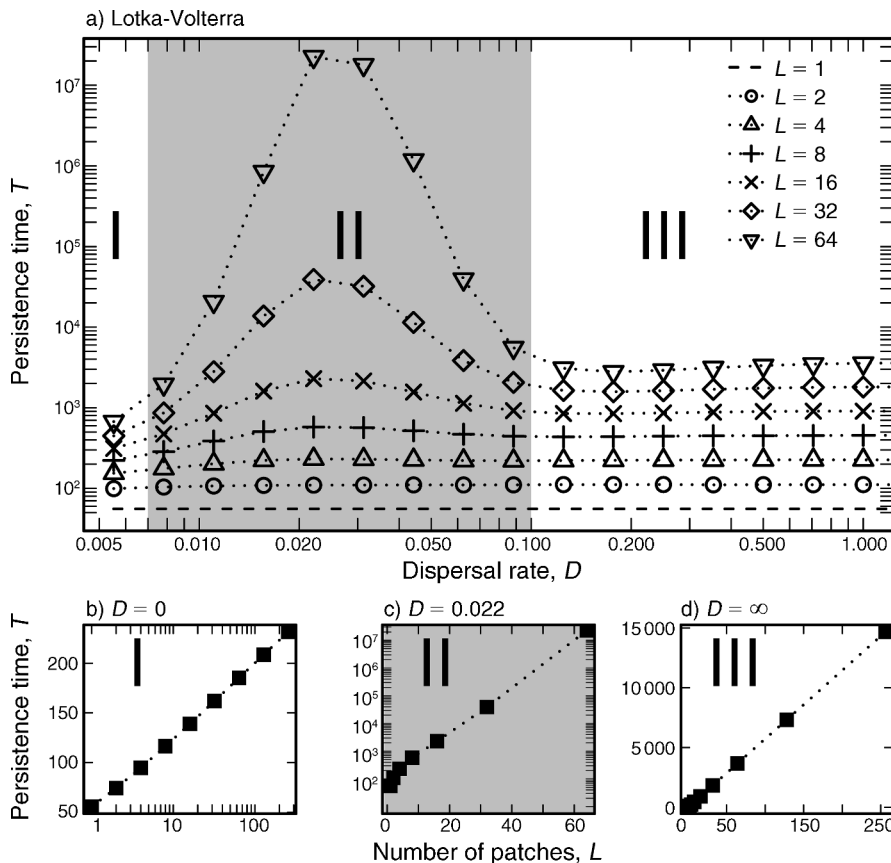 a) Lotka-Volterra
Persistence time, T
10^7
10^6
10^5
10^4
10^3
10^2
I
II
III
L = 1
L = 2
L = 4
L = 8
L = 16
L = 32
L = 64
0.005 0.010 0.020 0.050 0.100 0.200 0.500 1.000
Dispersal rate, D
b) D = 0
Persistence time, T
200
150
100
50
I
1 10 100
c) D = 0.022
10^7
10^6
10^5
10^4
10^3
10^2
II
0 20 40 60
d) D = ∞
15 000
10 000
5 000
0
III
0 50 150 250
Number of patches, L